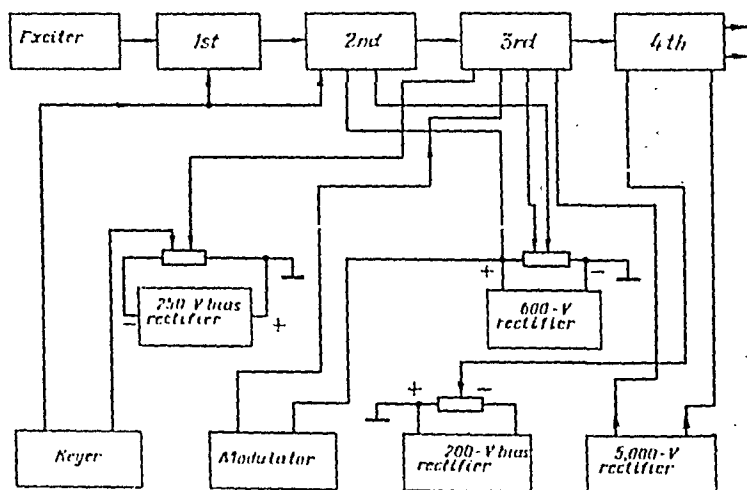 Exciter
1st
2nd
3rd
4th
250-V bias
rectifier
- +
+ -
600-V
rectifier
+ -
Keyer
Modulator
200-V bias
rectifier
5,000-V
rectifier